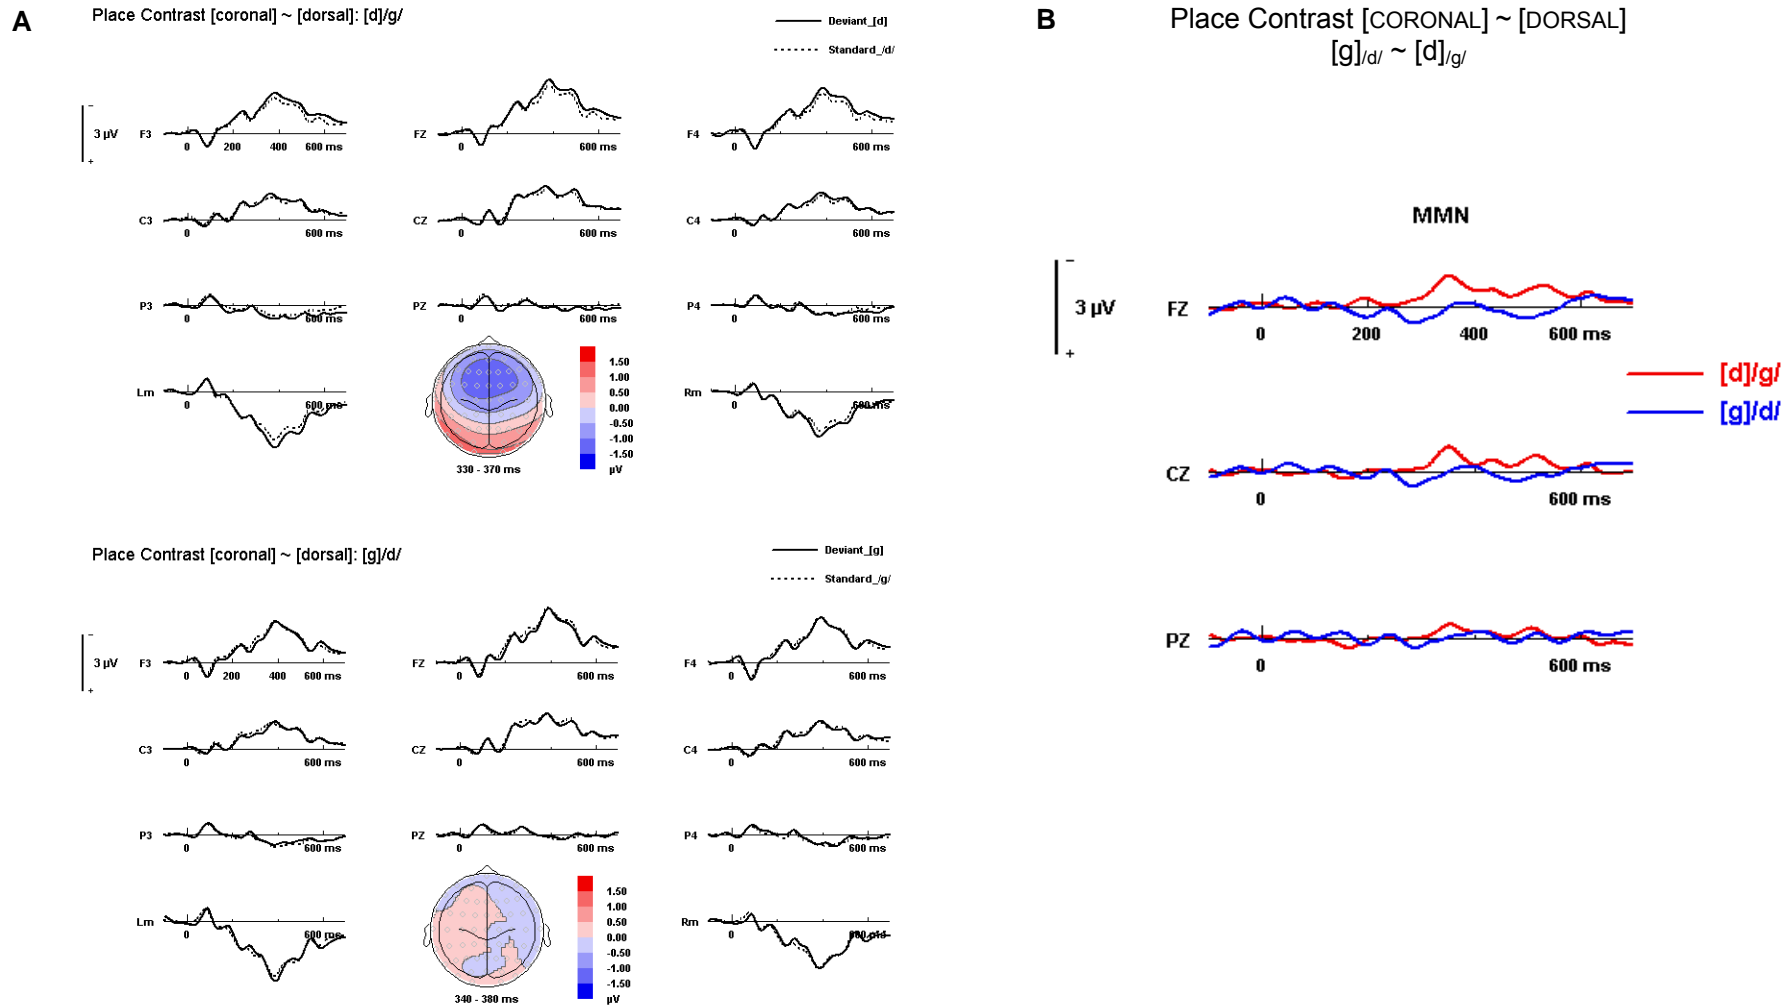 A
Place Contrast [coronal] ~ [dorsal]: [d]/g/
Deviant_[d]
Standard_/d/
3 µV
−
+
F3
0 200 400 600 ms
FZ
0 600 ms
F4
0 600 ms
C3
0 600 ms
CZ
0 600 ms
C4
0 600 ms
P3
0 600 ms
PZ
0 600 ms
P4
0 600 ms
Lm
0 600 ms
330 - 370 ms
1.50
1.00
0.50
0.00
-0.50
-1.00
-1.50
µV
Rm
0 600 ms
Place Contrast [coronal] ~ [dorsal]: [g]/d/
Deviant_[g]
Standard_/g/
3 µV
−
+
F3
0 200 400 600 ms
FZ
0 600 ms
F4
0 600 ms
C3
0 600 ms
CZ
0 600 ms
C4
0 600 ms
P3
0 600 ms
PZ
0 600 ms
P4
0 600 ms
Lm
0 600 ms
340 - 380 ms
1.50
1.00
0.50
0.00
-0.50
-1.00
-1.50
µV
Rm
0 600 ms
B
Place Contrast [CORONAL] ~ [DORSAL]
[g]/d/ ~ [d]/g/
MMN
3 µV
−
+
FZ
0 200 400 600 ms
[d]/g/
[g]/d/
CZ
0 600 ms
PZ
0 600 ms